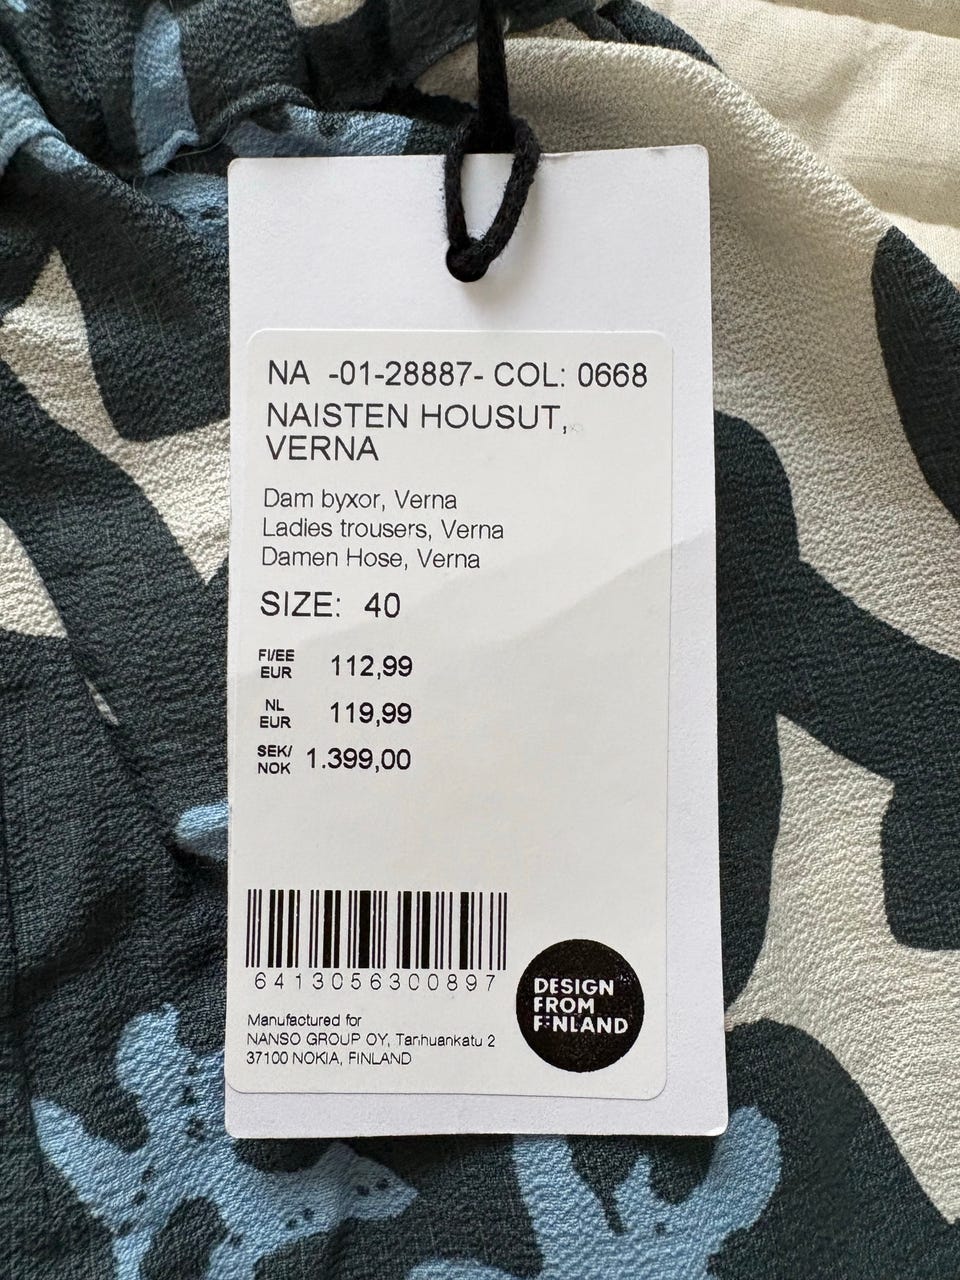 NA -01-28887- COL: 0668
NAISTEN HOUSUT,
VERNA
Dam byxor, Verna
Ladies trousers, Verna
Damen Hose, Verna
SIZE: 40
FI/EE
EUR 112,99
NL
EUR 119,99
SEK/
NOK 1.399,00
6413056300897
DESIGN
FROM
FINLAND
Manufactured for
NANSO GROUP OY, Tanhuankatu 2
37100 NOKIA, FINLAND